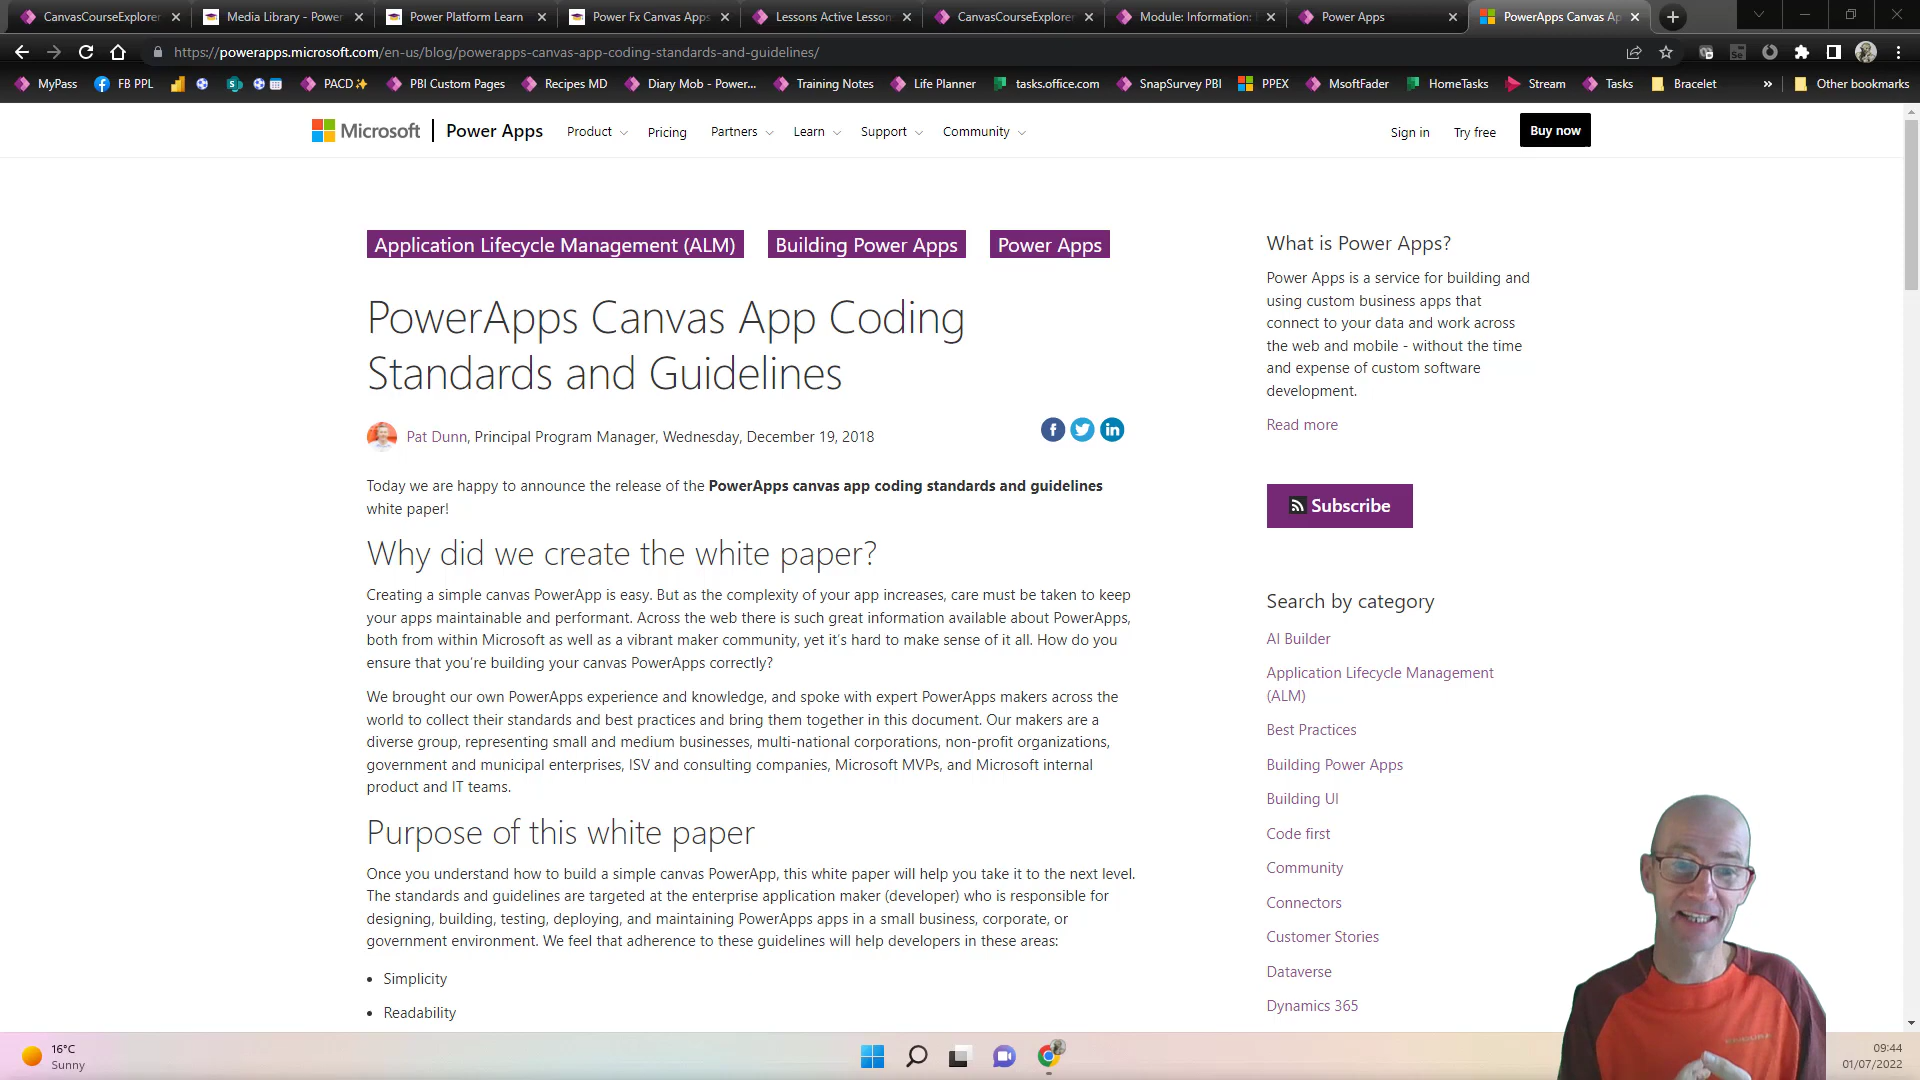 CanvasCourseExplorer
Media Library - Power
Power Platform Learn
Power Fx Canvas Apps
Lessons Active Lesson
CanvasCourseExplorer
Module: Information:
Power Apps
PowerApps Canvas Ap
https://powerapps.microsoft.com/en-us/blog/powerapps-canvas-app-coding-standards-and-guidelines/
MyPass
FB PPL
PACD✨
PBI Custom Pages
Recipes MD
Diary Mob - Power...
Training Notes
Life Planner
tasks.office.com
SnapSurvey PBI
PPEX
MsoftFader
HomeTasks
Stream
Tasks
Bracelet
»
Other bookmarks
Microsoft
Power Apps
Product
Pricing
Partners
Learn
Support
Community
Sign in
Try free
Buy now
Application Lifecycle Management (ALM)
Building Power Apps
Power Apps
PowerApps Canvas App Coding
Standards and Guidelines
Pat Dunn, Principal Program Manager, Wednesday, December 19, 2018
Today we are happy to announce the release of the PowerApps canvas app coding standards and guidelines
white paper!
Why did we create the white paper?
Creating a simple canvas PowerApp is easy. But as the complexity of your app increases, care must be taken to keep
your apps maintainable and performant. Across the web there is such great information available about PowerApps,
both from within Microsoft as well as a vibrant maker community, yet it's hard to make sense of it all. How do you
ensure that you're building your canvas PowerApps correctly?
We brought our own PowerApps experience and knowledge, and spoke with expert PowerApps makers across the
world to collect their standards and best practices and bring them together in this document. Our makers are a
diverse group, representing small and medium businesses, multi-national corporations, non-profit organizations,
government and municipal enterprises, ISV and consulting companies, Microsoft MVPs, and Microsoft internal
product and IT teams.
Purpose of this white paper
Once you understand how to build a simple canvas PowerApp, this white paper will help you take it to the next level.
The standards and guidelines are targeted at the enterprise application maker (developer) who is responsible for
designing, building, testing, deploying, and maintaining PowerApps apps in a small business, corporate, or
government environment. We feel that adherence to these guidelines will help developers in these areas:
• Simplicity
• Readability
What is Power Apps?
Power Apps is a service for building and
using custom business apps that
connect to your data and work across
the web and mobile - without the time
and expense of custom software
development.
Read more
Subscribe
Search by category
AI Builder
Application Lifecycle Management
(ALM)
Best Practices
Building Power Apps
Building UI
Code first
Community
Connectors
Customer Stories
Dataverse
Dynamics 365
16°C
Sunny
09:44
01/07/2022